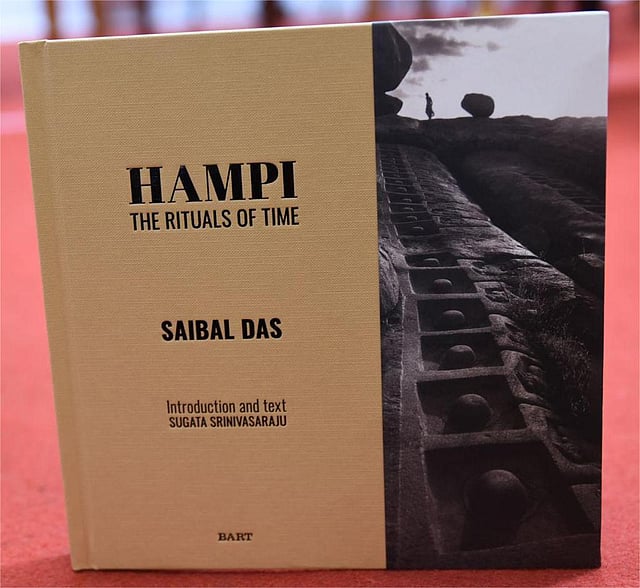 HAMPI
THE RITUALS OF TIME
SAIBAL DAS
Introduction and text
SUGATA SRINIVASARAJU
BART